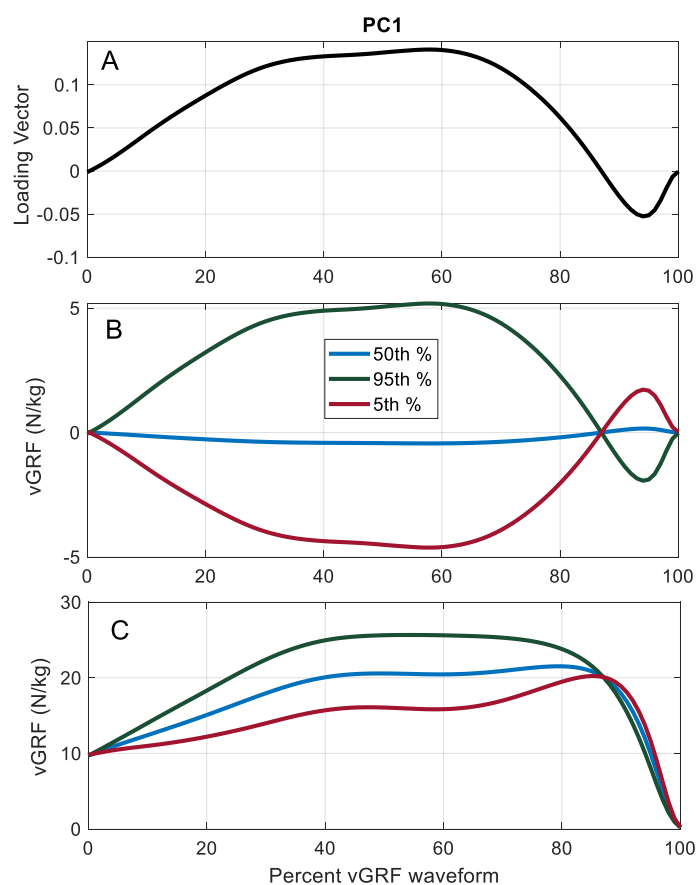 PC1
A
Loading Vector
0.1
0.05
0
-0.05
-0.1
0 20 40 60 80 100
B
vGRF (N/kg)
5
0
-5
50th %
95th %
5th %
0 20 40 60 80 100
C
vGRF (N/kg)
30
20
10
0
0 20 40 60 80 100
Percent vGRF waveform